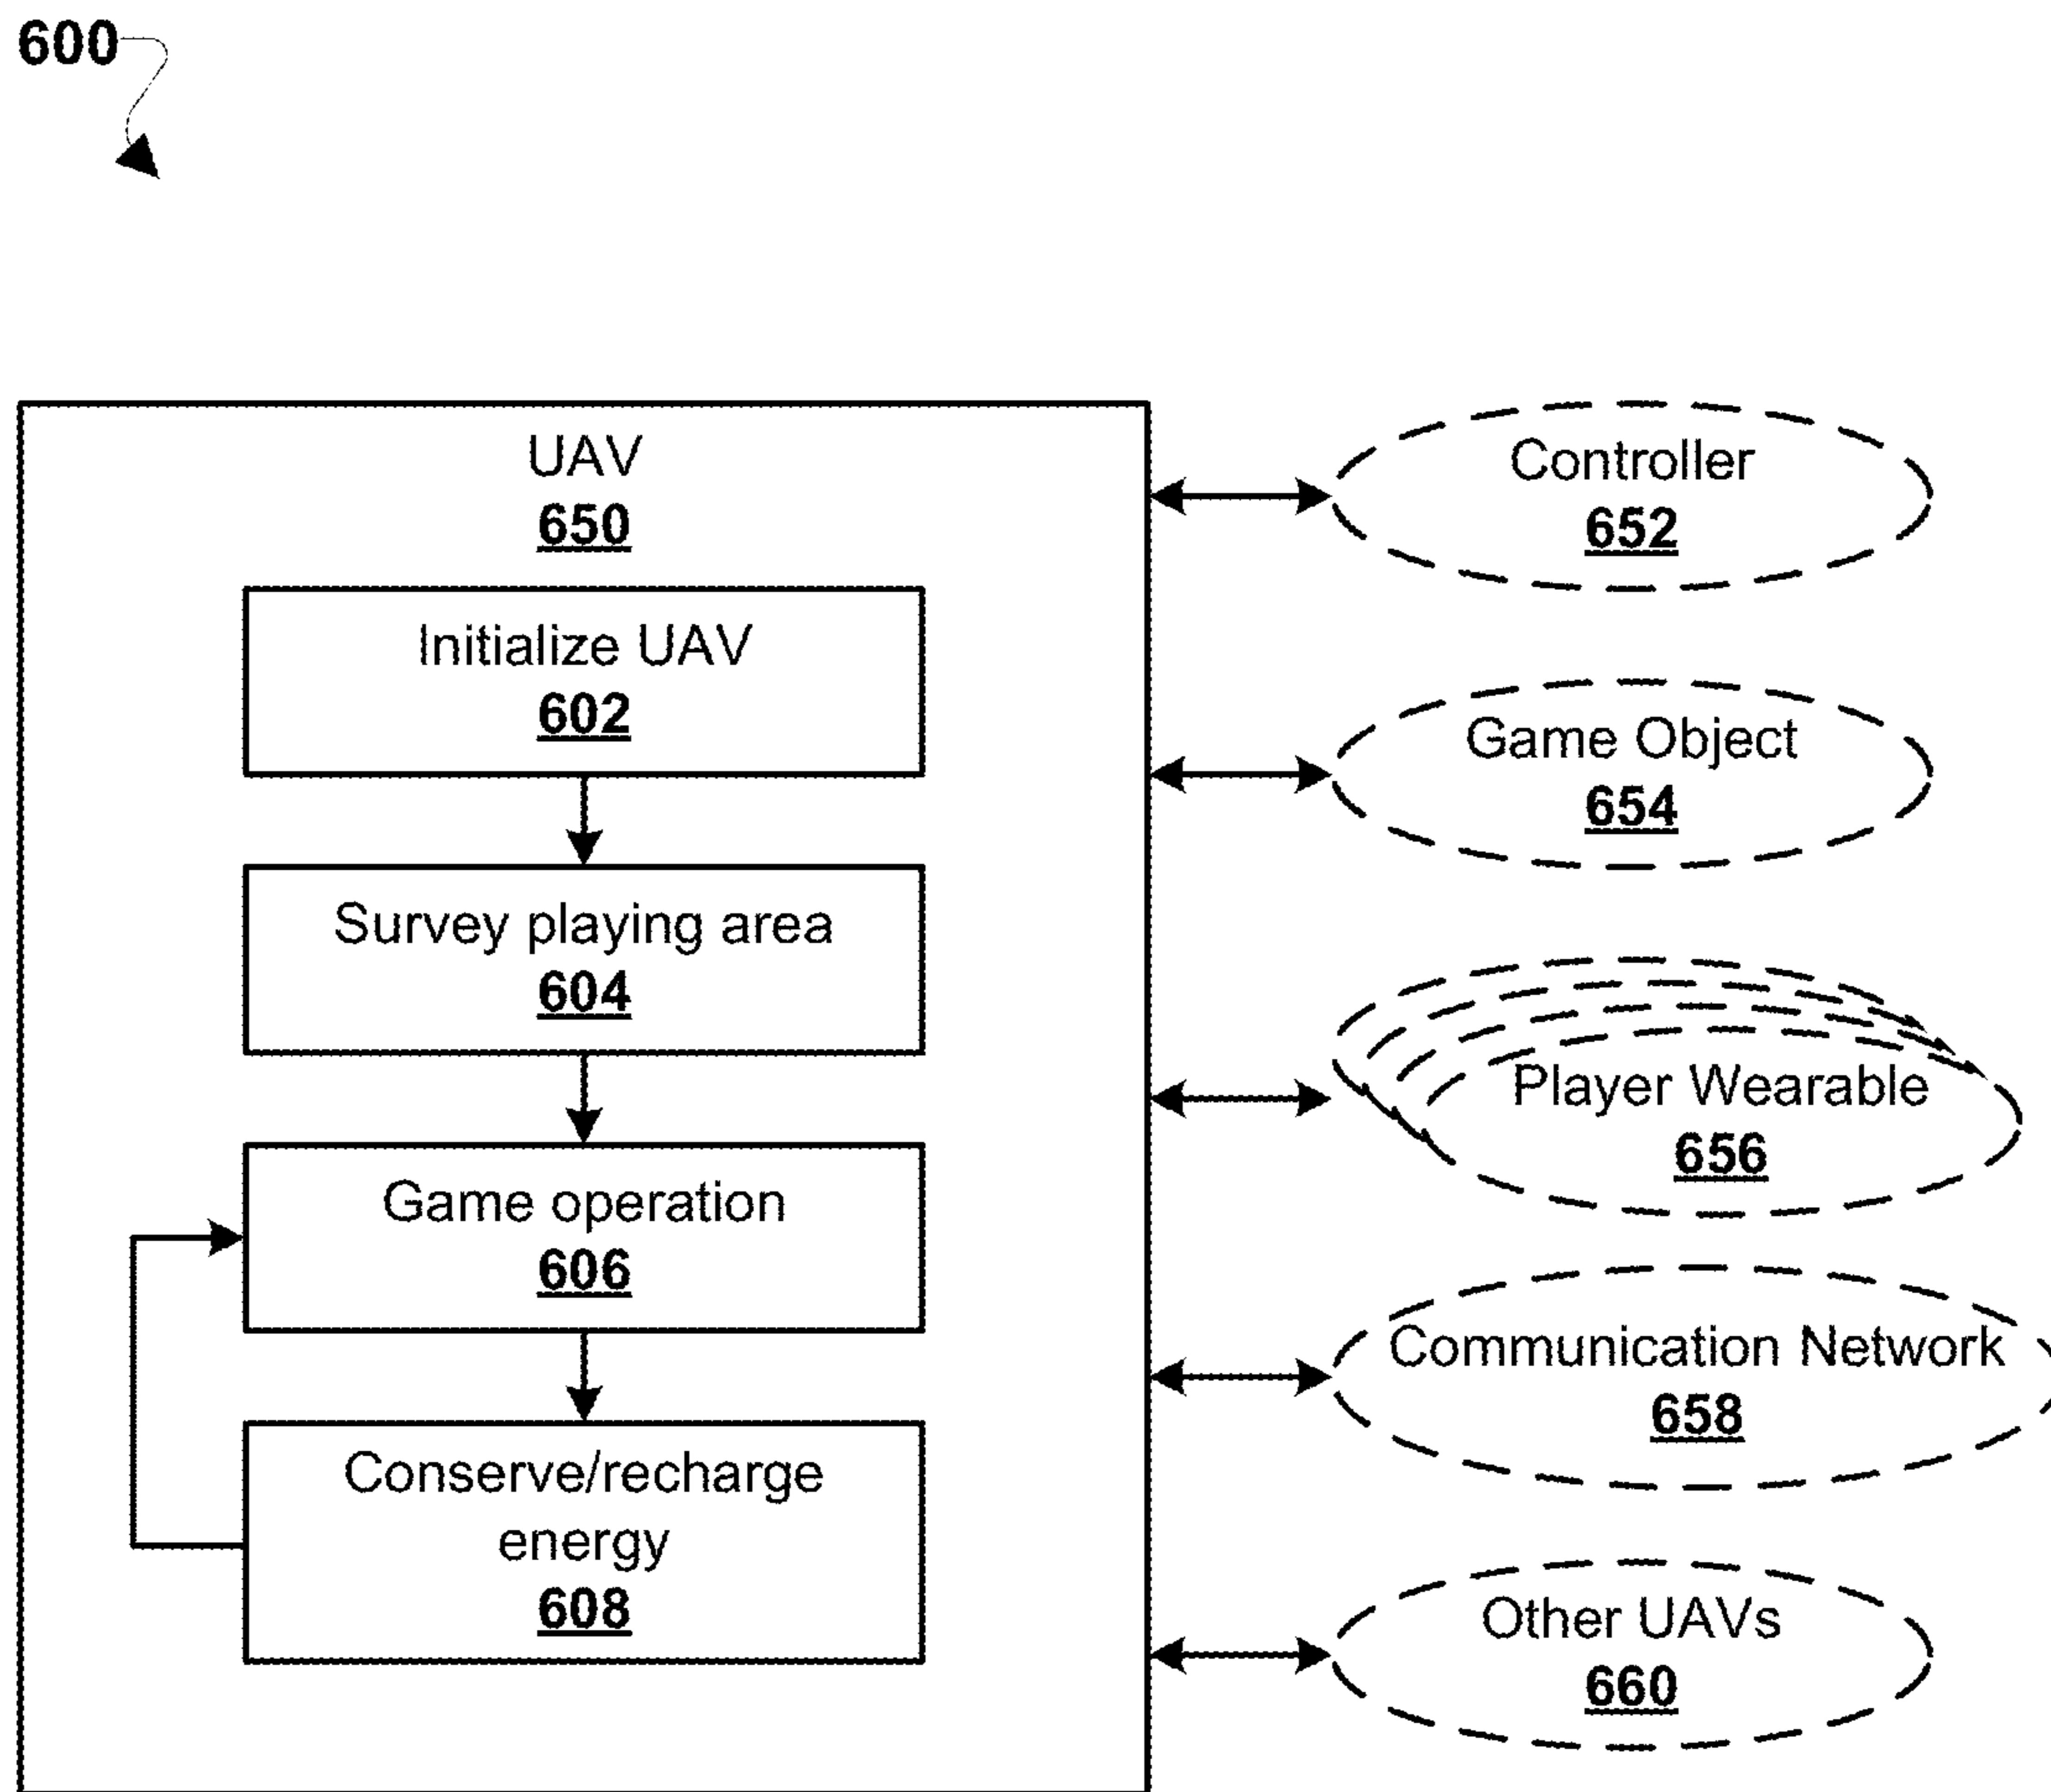 600
UAV
650
Initialize UAV
602
Survey playing area
604
Game operation
606
Conserve/recharge
energy
608
Controller
652
Game Object
654
Player Wearable
656
Communication Network
658
Other UAVs
660